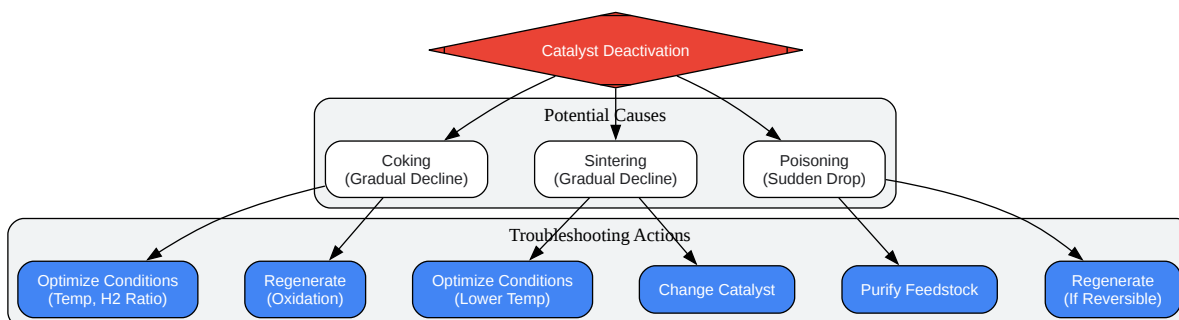 Catalyst Deactivation
Potential Causes
Coking
(Gradual Decline)
Sintering
(Gradual Decline)
Poisoning
(Sudden Drop)
Troubleshooting Actions
Optimize Conditions
(Temp, H2 Ratio)
Regenerate
(Oxidation)
Optimize Conditions
(Lower Temp)
Change Catalyst
Purify Feedstock
Regenerate
(If Reversible)